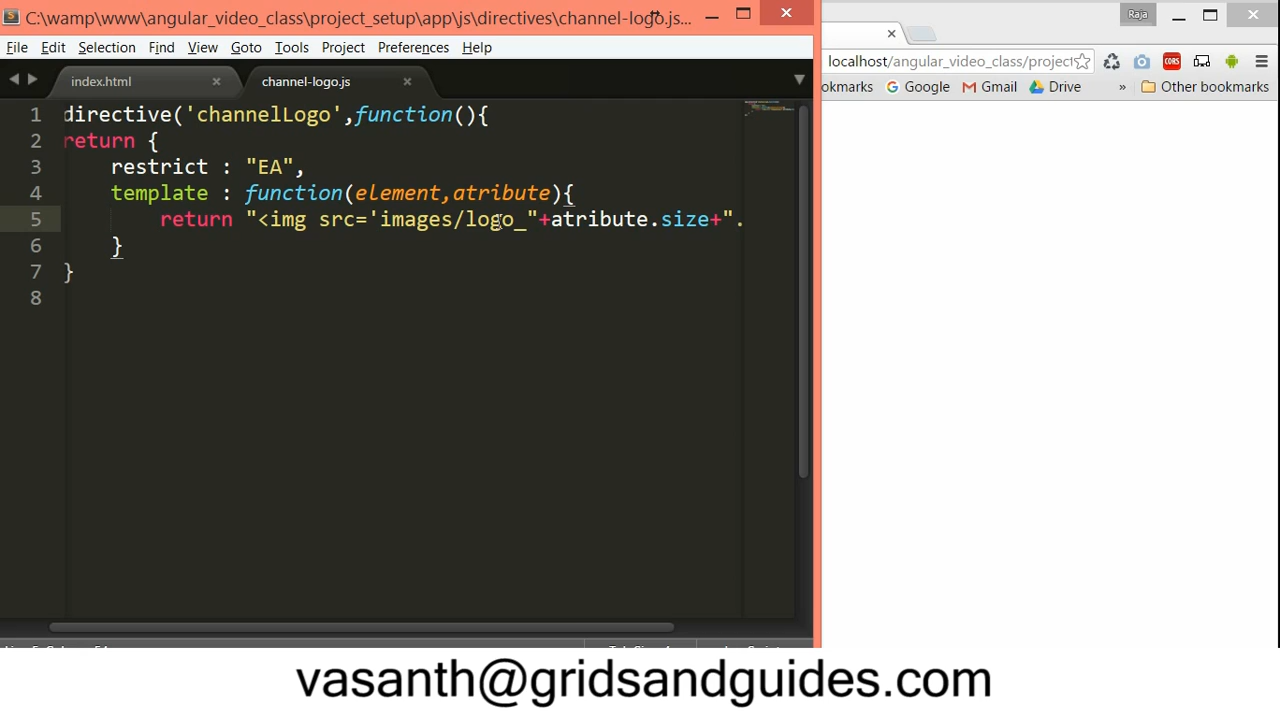 C:\wamp\www\angular_video_class\project_setup\app\js\directives\channel-logo.js...
File Edit Selection Find View Goto Tools Project Preferences Help
index.html
channel-logo.js
1 directive('channelLogo',function(){
2 return {
3 restrict : "EA",
4 template : function(element,atribute){
5 return "<img src='images/logo_"+atribute.size+".
6 }
7 }
8
Raja
localhost/angular_video_class/project
CORS
okmarks Google Gmail Drive » Other bookmarks
vasanth@gridsandguides.com